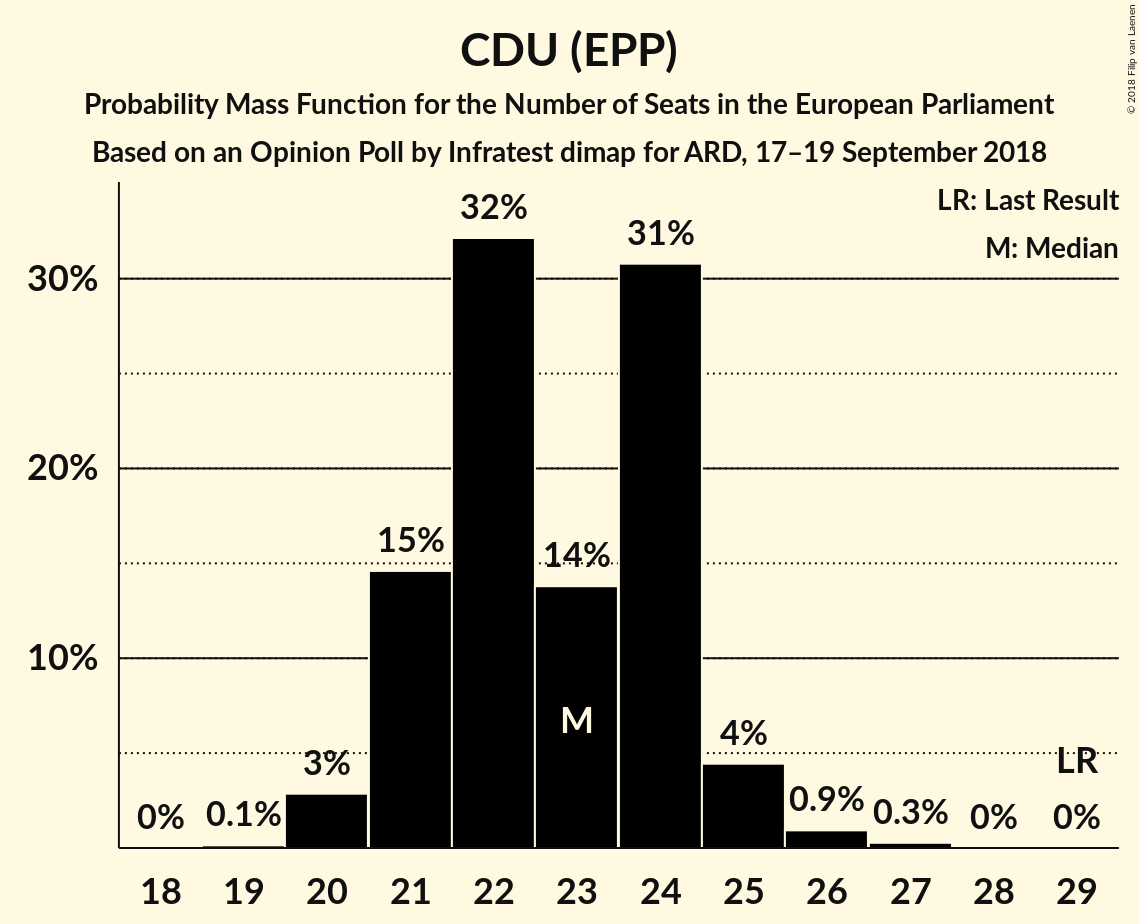 CDU (EPP)
Probability Mass Function for the Number of Seats in the European Parliament
Based on an Opinion Poll by Infratest dimap for ARD, 17–19 September 2018
© 2018 Filip van Laenen
LR: Last Result
M: Median
30%
20%
10%
0%
0.1%
3%
15%
32%
14%
31%
4%
0.9%
0.3%
0%
0%
M
LR
18 19 20 21 22 23 24 25 26 27 28 29